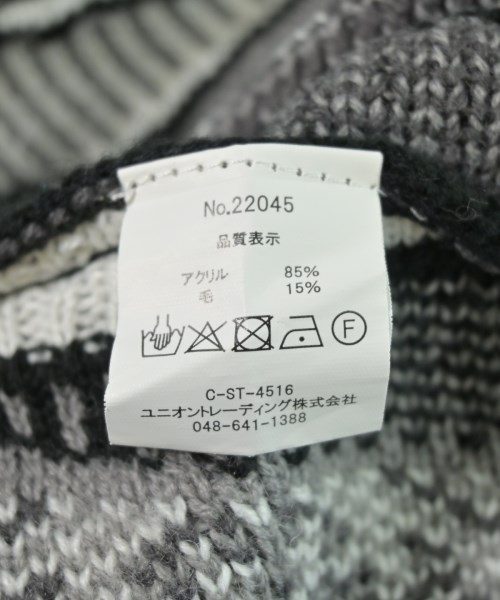 No.22045
品質表示
アクリル 85%
毛 15%
F
C-ST-4516
ユニオントレーディング株式会社
048-641-1388